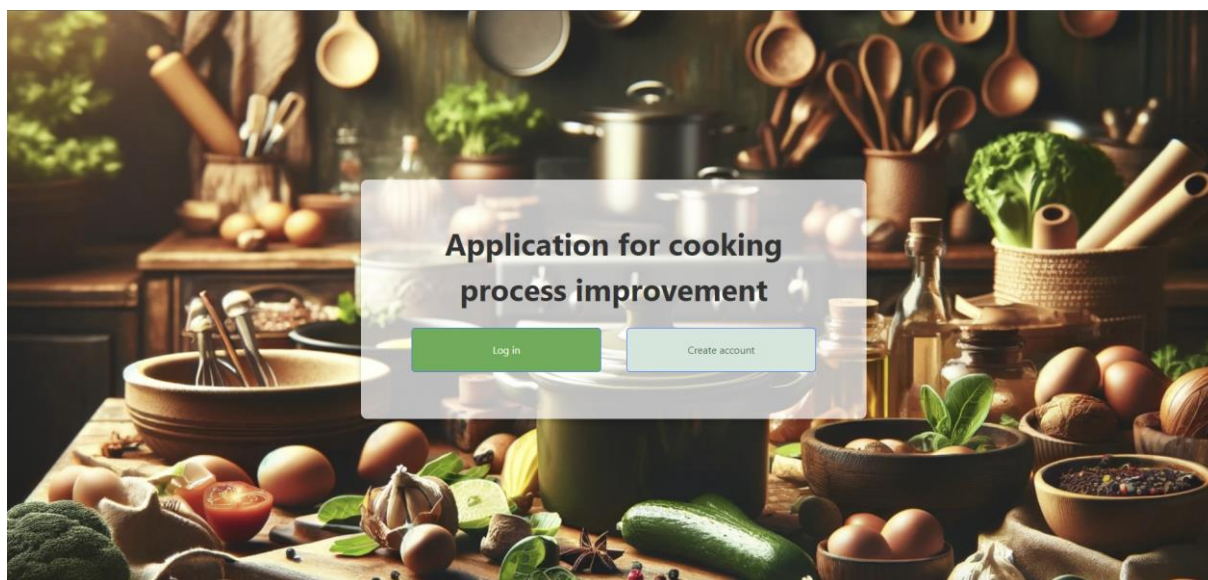 Application for cooking
process improvement
Log in
Create account